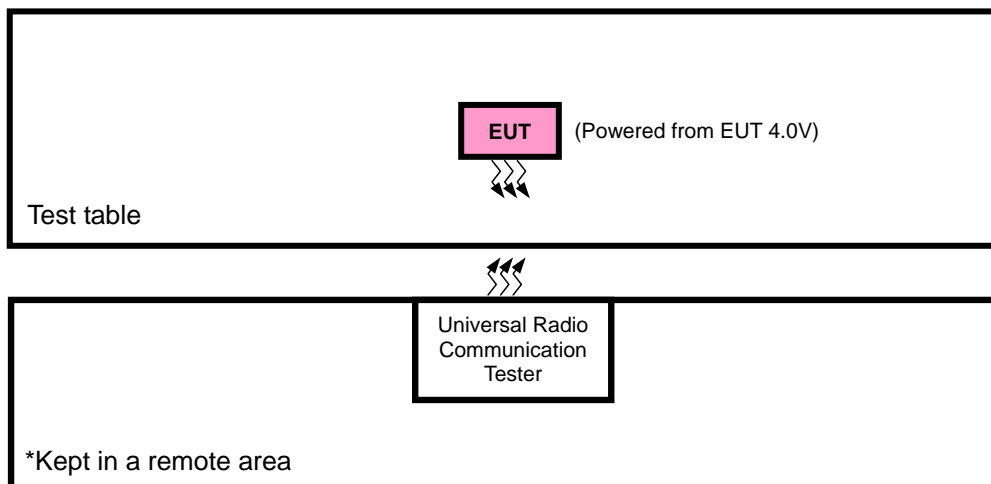 EUT
(Powered from EUT 4.0V)
Test table
Universal Radio
Communication
Tester
*Kept in a remote area